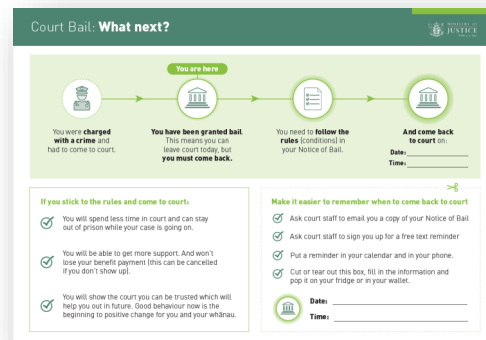 Court Bail: What next?
MINISTRY OF
JUSTICE
You are here
You were charged
with a crime and
had to come to court.
You have been granted bail.
This means you can
leave court today, but
you must come back.
You need to follow the
rules (conditions) in
your Notice of Bail.
And come back
to court on:
Date:
Time:
If you stick to the rules and come to court:
You will spend less time in court and can stay
out of prison while your case is going on.
You will be able to get more support. And won't
lose your benefit payment (this can be cancelled
if you don't show up).
You will show the court you can be trusted which will
help you out in future. Good behaviour now is the
beginning to positive change for you and your whānau.
Make it easier to remember when to come back to court
Ask court staff to email you a copy of your Notice of Bail
Ask court staff to sign you up for a free text reminder
Put a reminder in your calendar and in your phone.
Cut or tear out this box, fill in the information and
pop it on your fridge or in your wallet.
Date:
Time: